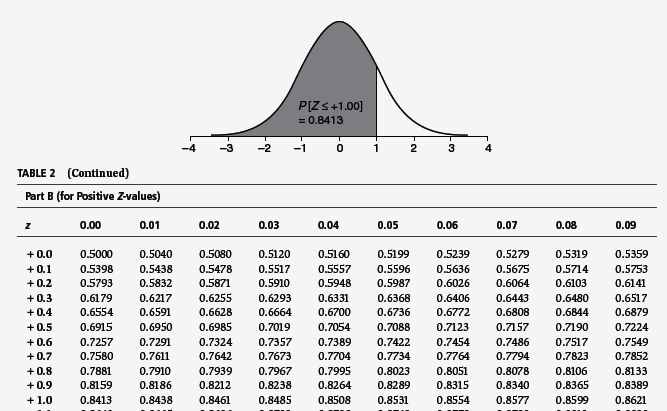 P[Z ≤ +1.00]
= 0.8413
–4 –3 –2 –1 0 1 2 3 4
TABLE 2 (Continued)
Part B (for Positive Z-values)
z 0.00 0.01 0.02 0.03 0.04 0.05 0.06 0.07 0.08 0.09
+ 0.0 0.5000 0.5040 0.5080 0.5120 0.5160 0.5199 0.5239 0.5279 0.5319 0.5359
+ 0.1 0.5398 0.5438 0.5478 0.5517 0.5557 0.5596 0.5636 0.5675 0.5714 0.5753
+ 0.2 0.5793 0.5832 0.5871 0.5910 0.5948 0.5987 0.6026 0.6064 0.6103 0.6141
+ 0.3 0.6179 0.6217 0.6255 0.6293 0.6331 0.6368 0.6406 0.6443 0.6480 0.6517
+ 0.4 0.6554 0.6591 0.6628 0.6664 0.6700 0.6736 0.6772 0.6808 0.6844 0.6879
+ 0.5 0.6915 0.6950 0.6985 0.7019 0.7054 0.7088 0.7123 0.7157 0.7190 0.7224
+ 0.6 0.7257 0.7291 0.7324 0.7357 0.7389 0.7422 0.7454 0.7486 0.7517 0.7549
+ 0.7 0.7580 0.7611 0.7642 0.7673 0.7704 0.7734 0.7764 0.7794 0.7823 0.7852
+ 0.8 0.7881 0.7910 0.7939 0.7967 0.7995 0.8023 0.8051 0.8078 0.8106 0.8133
+ 0.9 0.8159 0.8186 0.8212 0.8238 0.8264 0.8289 0.8315 0.8340 0.8365 0.8389
+ 1.0 0.8413 0.8438 0.8461 0.8485 0.8508 0.8531 0.8554 0.8577 0.8599 0.8621